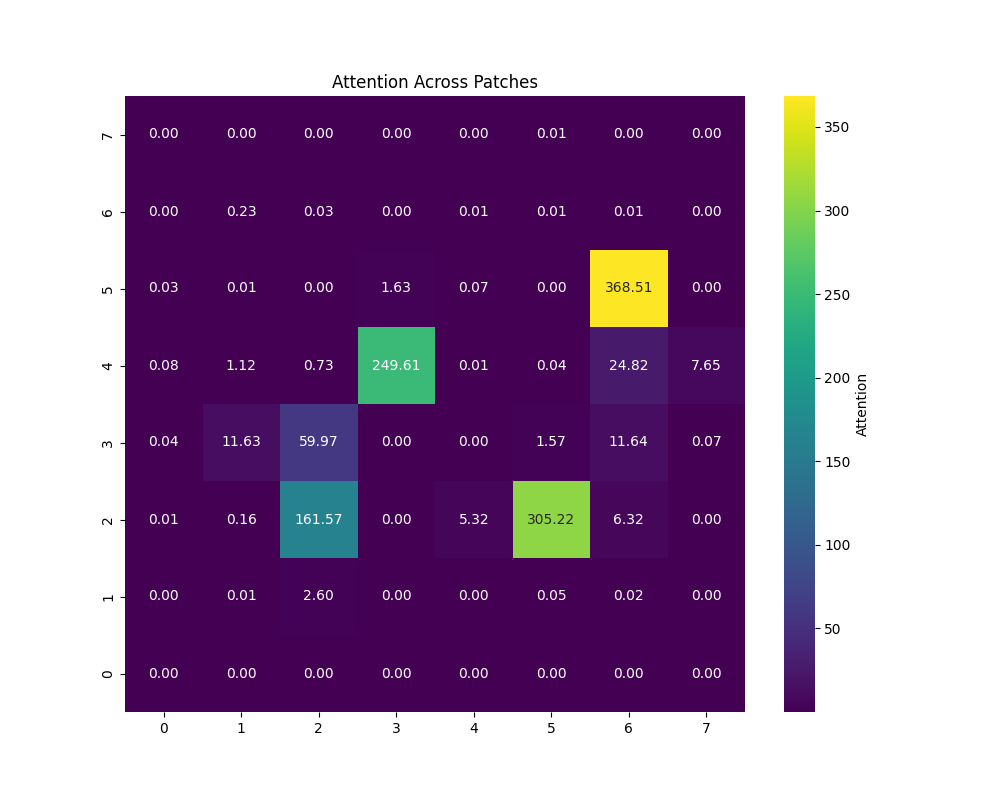 Attention Across Patches
7 0.00 0.00 0.00 0.00 0.00 0.01 0.00 0.00
6 0.00 0.23 0.03 0.00 0.01 0.01 0.01 0.00
5 0.03 0.01 0.00 1.63 0.07 0.00 368.51 0.00
4 0.08 1.12 0.73 249.61 0.01 0.04 24.82 7.65
3 0.04 11.63 59.97 0.00 0.00 1.57 11.64 0.07
2 0.01 0.16 161.57 0.00 5.32 305.22 6.32 0.00
1 0.00 0.01 2.60 0.00 0.00 0.05 0.02 0.00
0 0.00 0.00 0.00 0.00 0.00 0.00 0.00 0.00
0 1 2 3 4 5 6 7
350
300
250
200
150
100
50
Attention